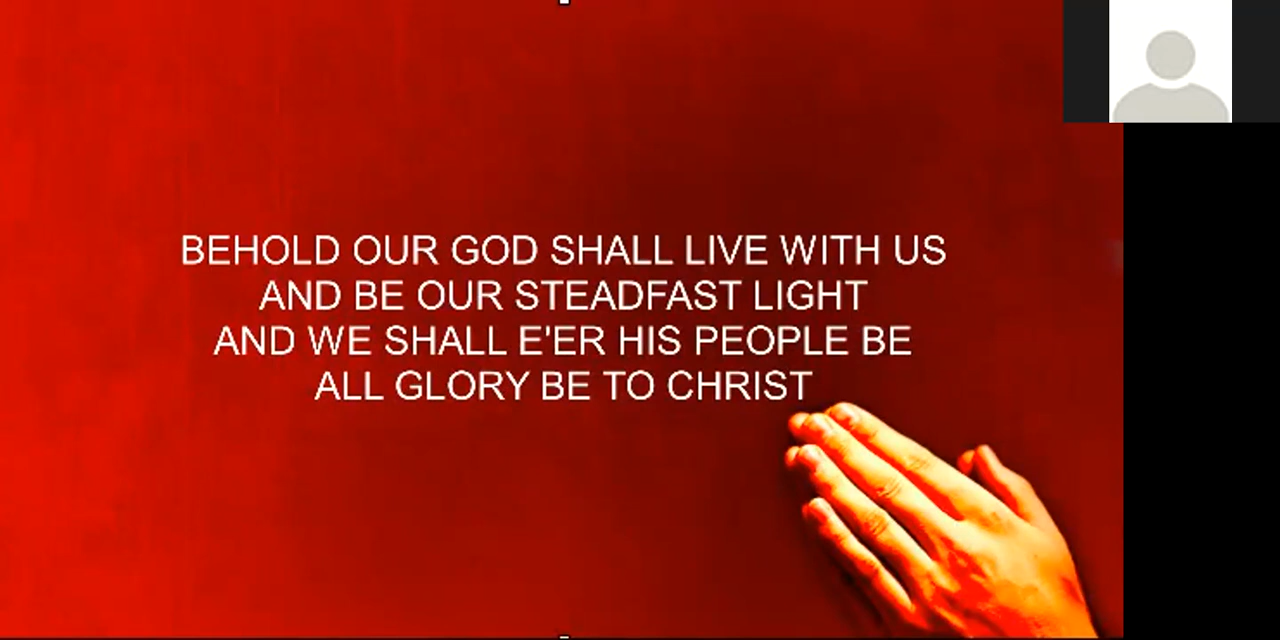 BEHOLD OUR GOD SHALL LIVE WITH US
AND BE OUR STEADFAST LIGHT
AND WE SHALL E'ER HIS PEOPLE BE
ALL GLORY BE TO CHRIST